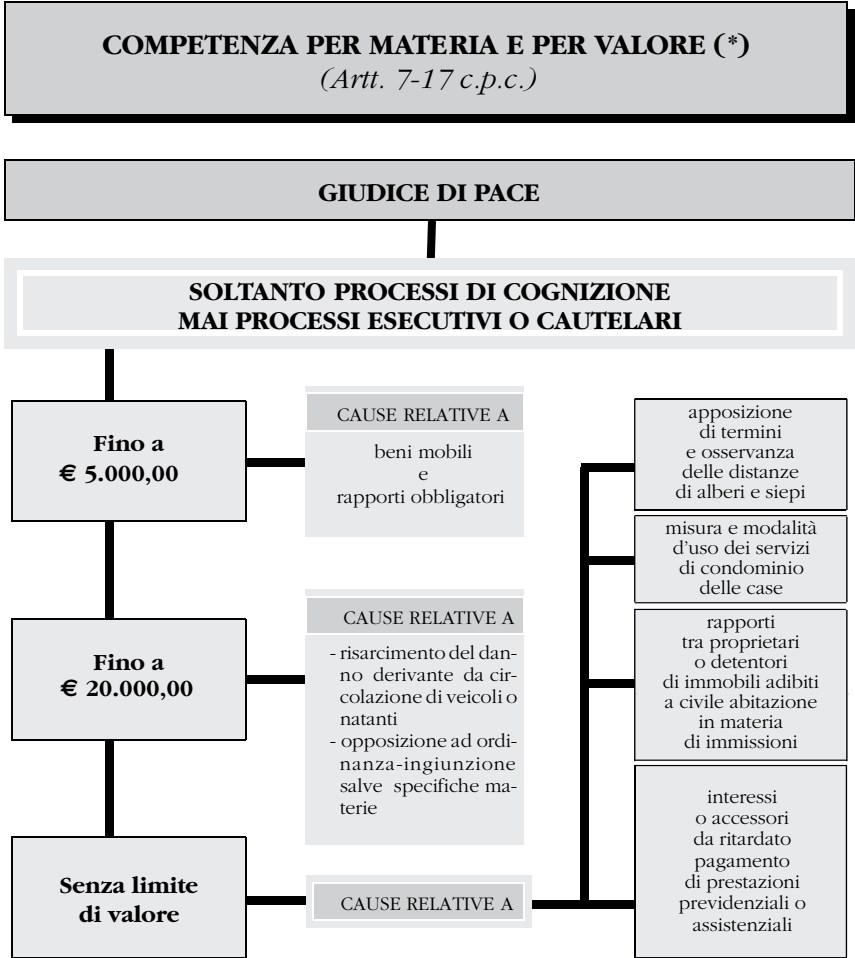 COMPETENZA PER MATERIA E PER VALORE (*)
(Artt. 7-17 c.p.c.)
GIUDICE DI PACE
SOLTANTO PROCESSI DI COGNIZIONE
MAI PROCESSI ESECUTIVI O CAUTELARI
Fino a
€ 5.000,00
CAUSE RELATIVE A
beni mobili
e
rapporti obbligatori
Fino a
€ 20.000,00
CAUSE RELATIVE A
- risarcimento del dan-
no derivante da cir-
colazione di veicoli o
natanti
- opposizione ad ordi-
nanza-ingiunzione
salve specifiche ma-
terie
Senza limite
di valore
CAUSE RELATIVE A
apposizione
di termini
e osservanza
delle distanze
di alberi e siepi
misura e modalità
d'uso dei servizi
di condominio
delle case
rapporti
tra proprietari
o detentori
di immobili adibiti
a civile abitazione
in materia
di immissioni
interessi
o accessori
da ritardato
pagamento
di prestazioni
previdenziali o
assistenziali